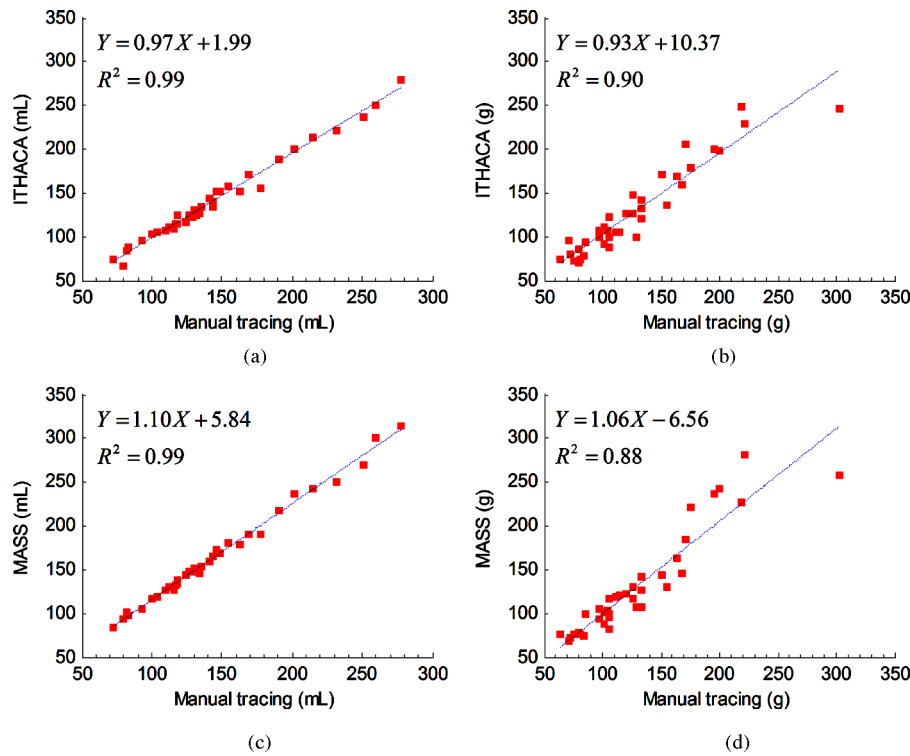 Y = 0.97X + 1.99
R² = 0.99
ITHACA (mL)
350
300
250
200
150
100
50
50 100 150 200 250 300
Manual tracing (mL)
(a)
Y = 0.93X + 10.37
R² = 0.90
ITHACA (g)
350
300
250
200
150
100
50
50 100 150 200 250 300 350
Manual tracing (g)
(b)
Y = 1.10X + 5.84
R² = 0.99
MASS (mL)
350
300
250
200
150
100
50
50 100 150 200 250 300
Manual tracing (mL)
(c)
Y = 1.06X − 6.56
R² = 0.88
MASS (g)
350
300
250
200
150
100
50
50 100 150 200 250 300 350
Manual tracing (g)
(d)